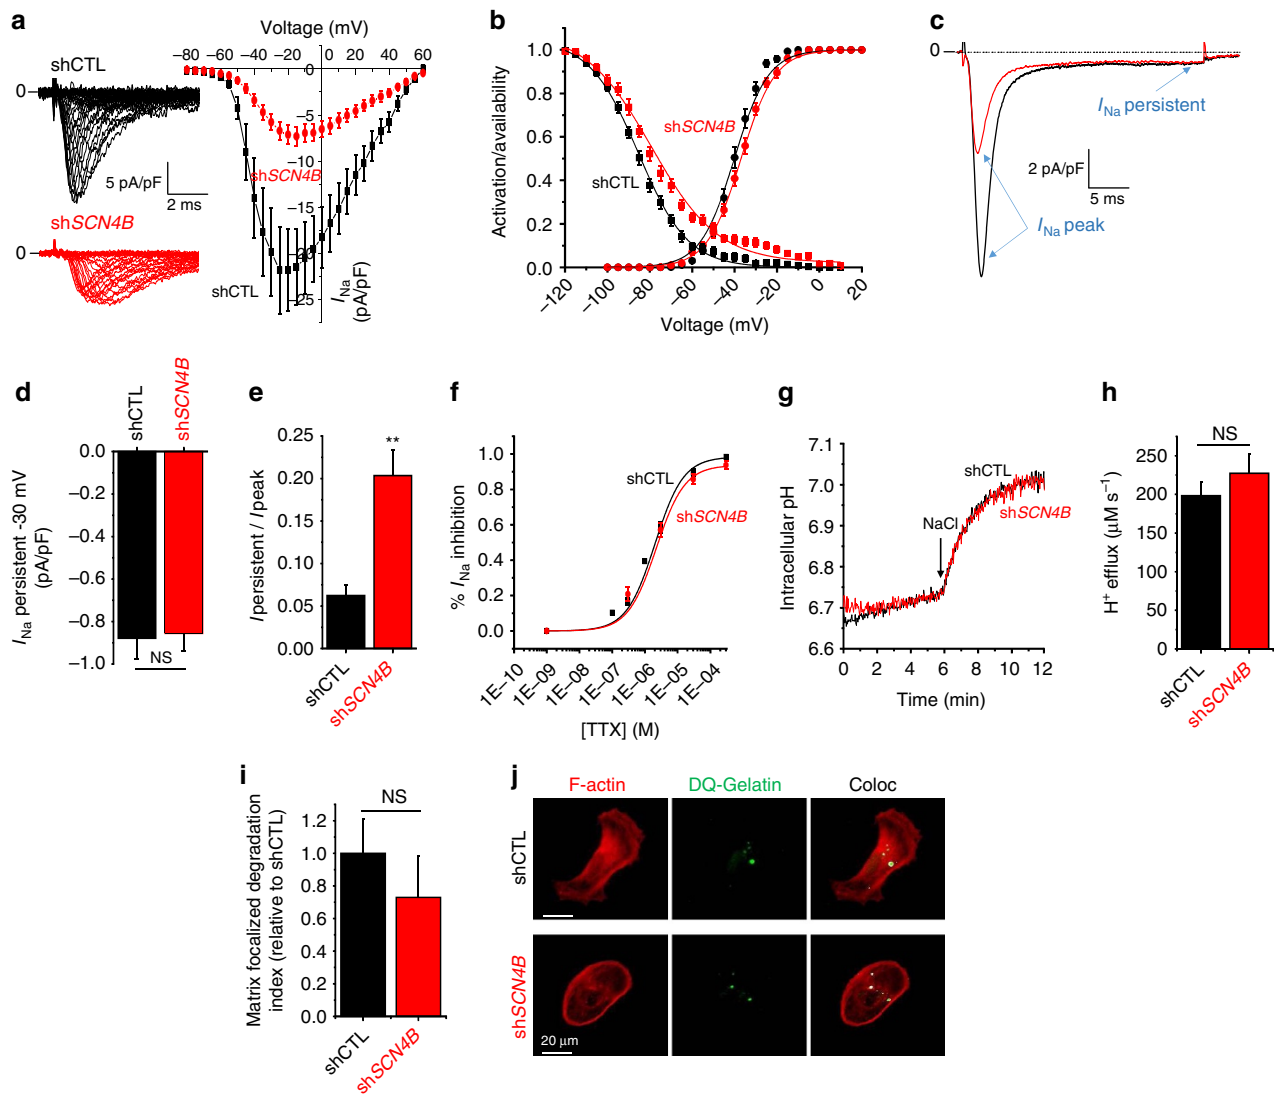 a
Voltage (mV)
−80 −60 −40 −20 0 20 40 60
0
−5
−10
−15
−20
−25
shCTL
0
5 pA/pF
2 ms
shSCN4B
0
shSCN4B
shCTL
INa
(pA/pF)
b
Activation/availability
1.0
0.8
0.6
0.4
0.2
0.0
shSCN4B
shCTL
−120 −100 −80 −60 −40 −20 0 20
Voltage (mV)
c
0
INa persistent
2 pA/pF
5 ms
INa peak
d
shCTL
shSCN4B
INa persistent -30 mV
(pA/pF)
0.0
−0.2
−0.4
−0.6
−0.8
−1.0
NS
e
Ipersistent / Ipeak
0.25
0.20
0.15
0.10
0.05
0.00
**
shCTL
shSCN4B
f
% INa inhibition
1.0
0.8
0.6
0.4
0.2
0.0
shCTL
shSCN4B
1E−10 1E−09 1E−08 1E−07 1E−06 1E−05 1E−04
[TTX] (M)
g
Intracellular pH
7.1
7.0
6.9
6.8
6.7
6.6
shCTL
shSCN4B
NaCl
0 2 4 6 8 10 12
Time (min)
h
H+ efflux (μM s−1)
250
200
150
100
50
0
NS
shCTL
shSCN4B
i
Matrix focalized degradation
index (relative to shCTL)
1.2
1.0
0.8
0.6
0.4
0.2
0.0
NS
shCTL
shSCN4B
j
F-actin DQ-Gelatin Coloc
shCTL
shSCN4B
20 μm